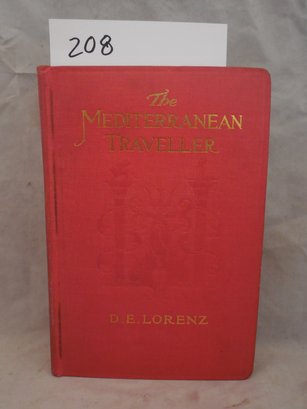 208
The
MEDITERRANEAN
TRAVELLER
D.E. LORENZ